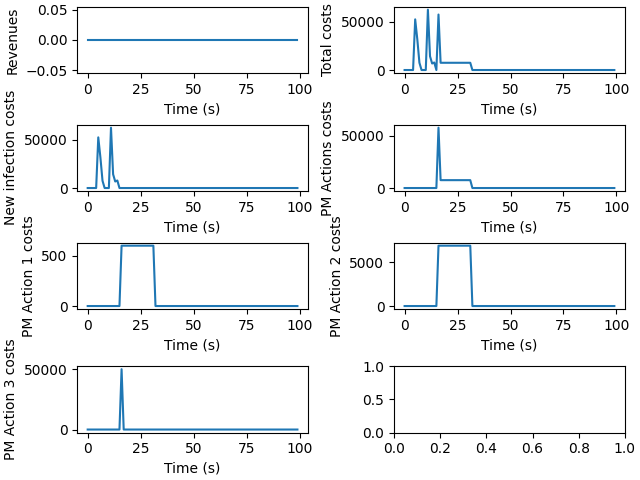 Revenues
0.05
0.00
−0.05
0 25 50 75 100
Time (s)
Total costs
50000
0
0 25 50 75 100
Time (s)
New infection costs
50000
0
0 25 50 75 100
Time (s)
PM Actions costs
50000
0
0 25 50 75 100
Time (s)
PM Action 1 costs
500
0
0 25 50 75 100
Time (s)
PM Action 2 costs
5000
0
0 25 50 75 100
Time (s)
PM Action 3 costs
50000
0
0 25 50 75 100
Time (s)
1.0
0.5
0.0
0.0 0.2 0.4 0.6 0.8 1.0